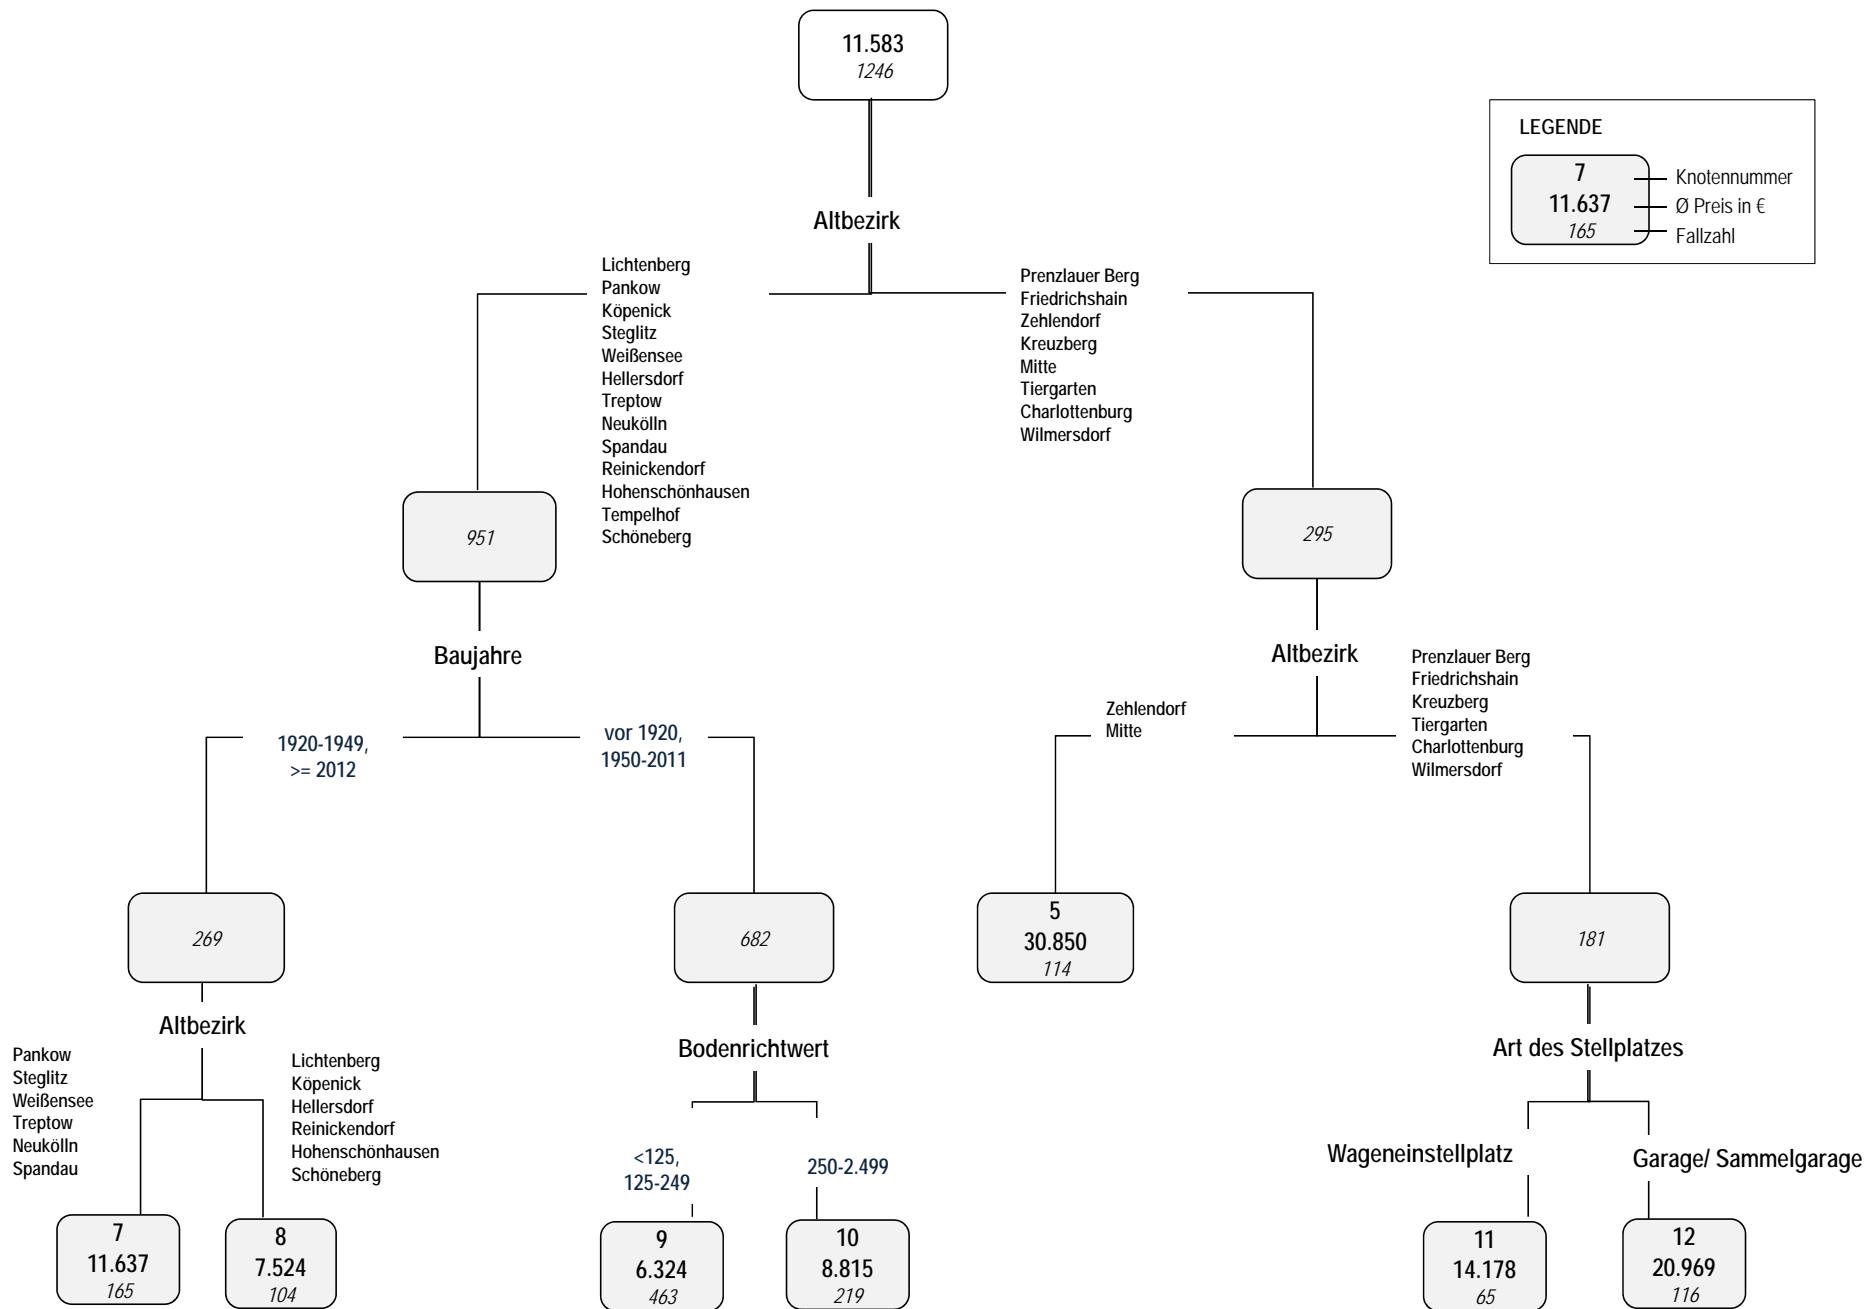 11.583
1246
LEGENDE
7
11.637
165
Knotennummer
Ø Preis in €
Fallzahl
Altbezirk
Lichtenberg
Pankow
Köpenick
Steglitz
Weißensee
Hellersdorf
Treptow
Neukölln
Spandau
Reinickendorf
Hohenschönhausen
Tempelhof
Schöneberg
Prenzlauer Berg
Friedrichshain
Zehlendorf
Kreuzberg
Mitte
Tiergarten
Charlottenburg
Wilmersdorf
951
295
Baujahre
Altbezirk
1920-1949,
>= 2012
vor 1920,
1950-2011
Zehlendorf
Mitte
Prenzlauer Berg
Friedrichshain
Kreuzberg
Tiergarten
Charlottenburg
Wilmersdorf
269
682
5
30.850
114
181
Altbezirk
Bodenrichtwert
Art des Stellplatzes
Pankow
Steglitz
Weißensee
Treptow
Neukölln
Spandau
Lichtenberg
Köpenick
Hellersdorf
Reinickendorf
Hohenschönhausen
Schöneberg
<125,
125-249
250-2.499
Wageneinstellplatz
Garage/ Sammelgarage
7
11.637
165
8
7.524
104
9
6.324
463
10
8.815
219
11
14.178
65
12
20.969
116